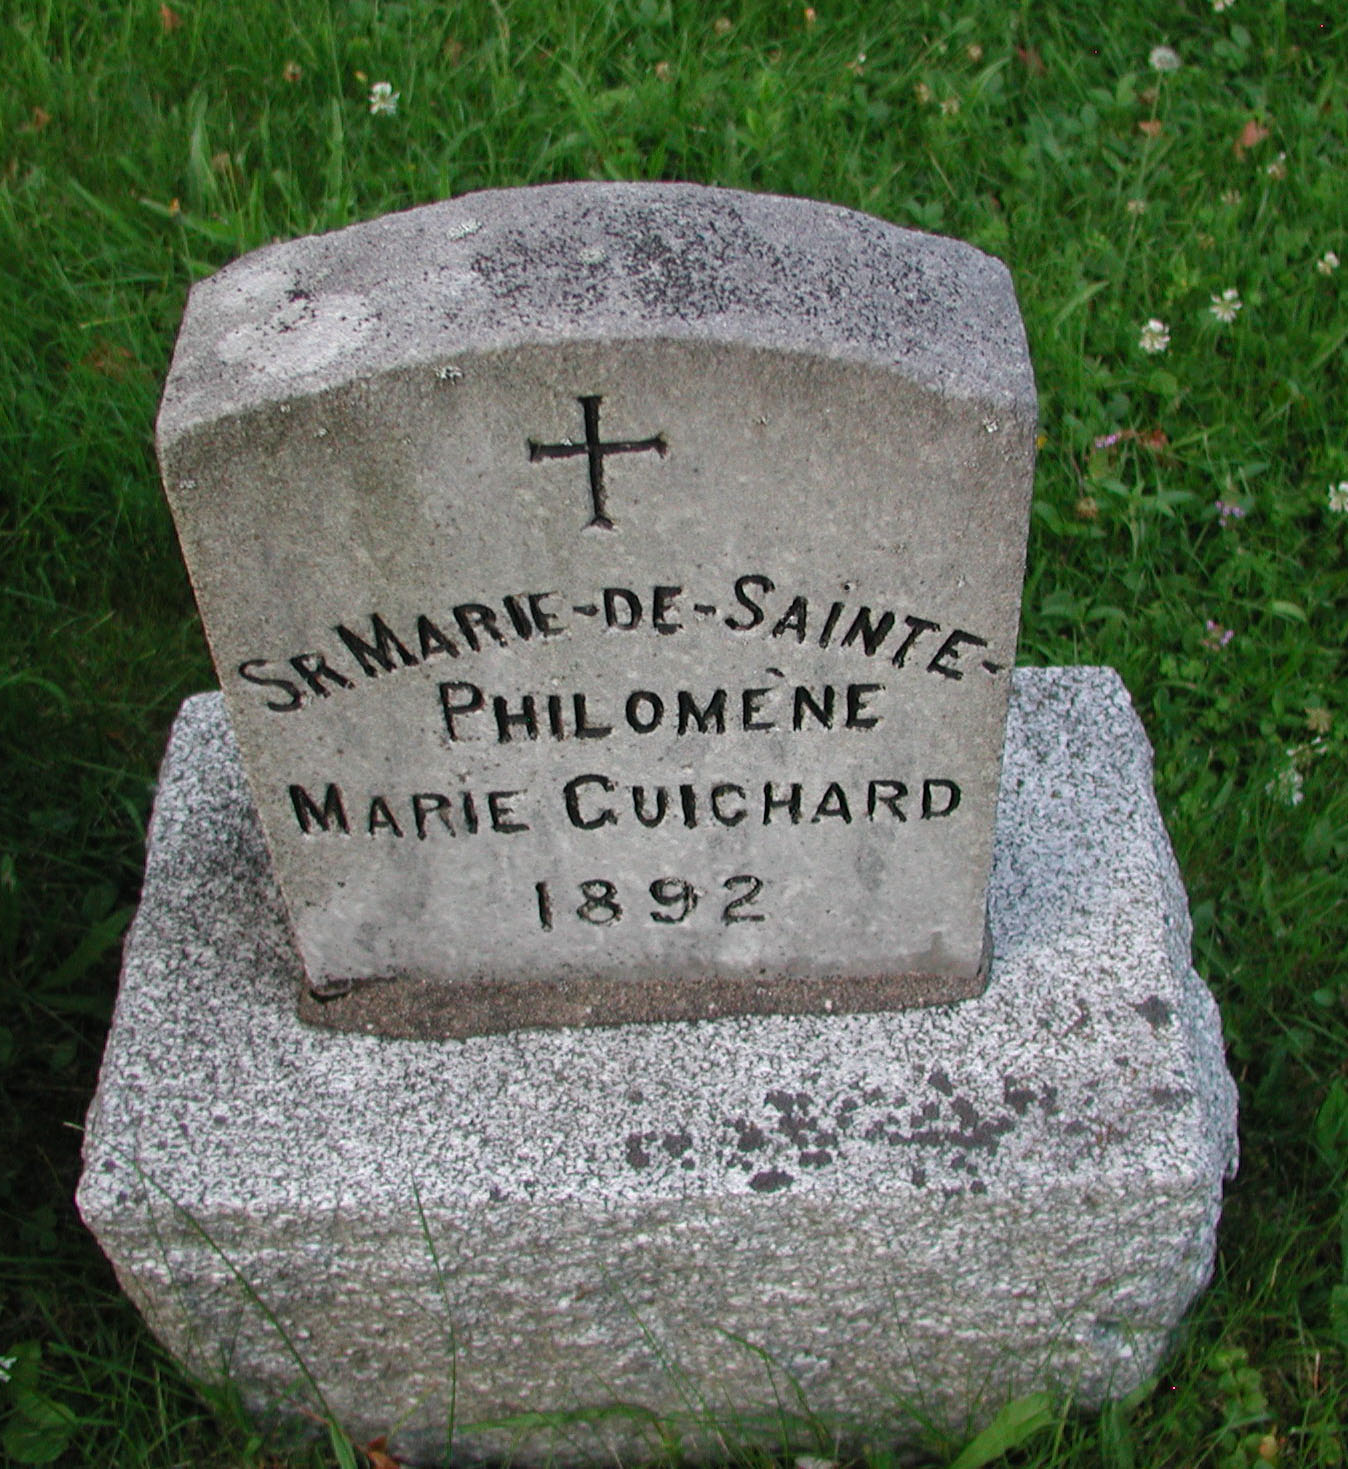 SR MARIE-DE-SAINTE-
PHILOMÈNE
MARIE GUICHARD
1892